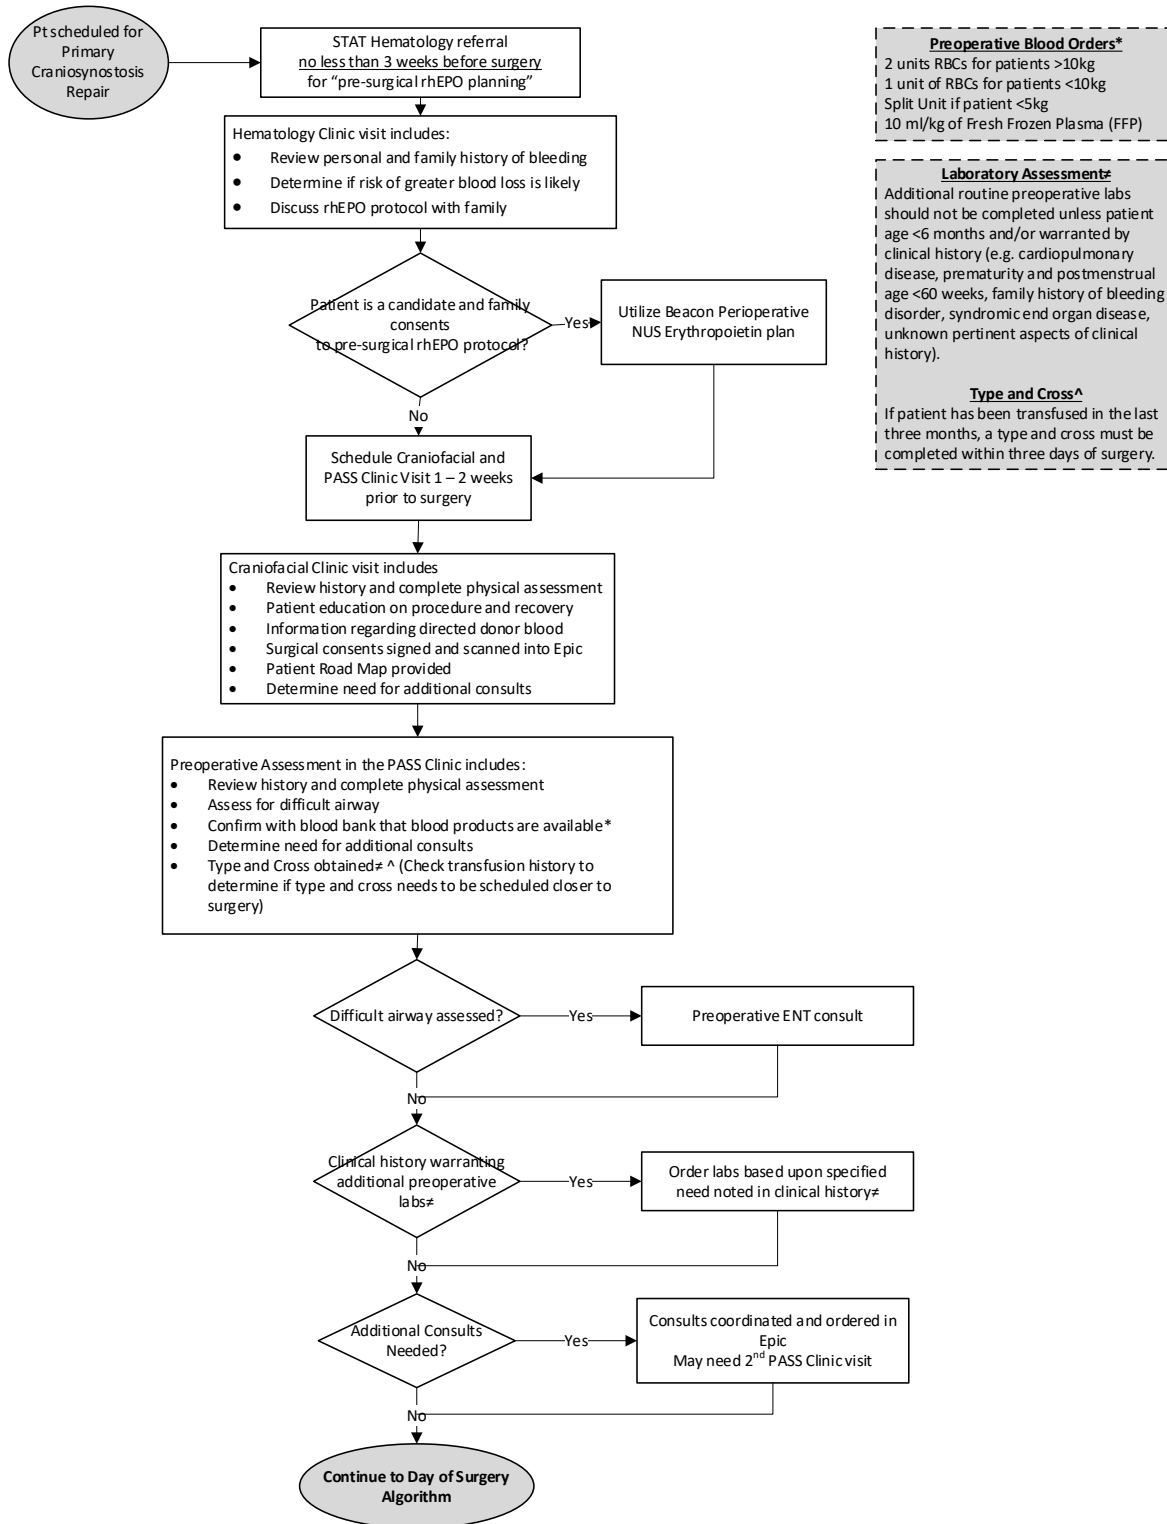 Pt scheduled for
Primary
Craniosynostosis
Repair
STAT Hematology referral
no less than 3 weeks before surgery
for “pre-surgical rhEPO planning”
Hematology Clinic visit includes:
● Review personal and family history of bleeding
● Determine if risk of greater blood loss is likely
● Discuss rhEPO protocol with family
Patient is a candidate and family
consents
to pre-surgical rhEPO protocol?
Yes
Utilize Beacon Perioperative
NUS Erythropoietin plan
No
Schedule Craniofacial and
PASS Clinic Visit 1 – 2 weeks
prior to surgery
Craniofacial Clinic visit includes
● Review history and complete physical assessment
● Patient education on procedure and recovery
● Information regarding directed donor blood
● Surgical consents signed and scanned into Epic
● Patient Road Map provided
● Determine need for additional consults
Preoperative Assessment in the PASS Clinic includes:
● Review history and complete physical assessment
● Assess for difficult airway
● Confirm with blood bank that blood products are available*
● Determine need for additional consults
● Type and Cross obtained≠ ^ (Check transfusion history to
determine if type and cross needs to be scheduled closer to
surgery)
Difficult airway assessed?
Yes
Preoperative ENT consult
No
Clinical history warranting
additional preoperative
labs≠
Yes
Order labs based upon specified
need noted in clinical history≠
No
Additional Consults
Needed?
Yes
Consults coordinated and ordered in
Epic
May need 2nd PASS Clinic visit
No
Continue to Day of Surgery
Algorithm
Preoperative Blood Orders*
2 units RBCs for patients >10kg
1 unit of RBCs for patients <10kg
Split Unit if patient <5kg
10 ml/kg of Fresh Frozen Plasma (FFP)
Laboratory Assessment≠
Additional routine preoperative labs
should not be completed unless patient
age <6 months and/or warranted by
clinical history (e.g. cardiopulmonary
disease, prematurity and postmenstrual
age <60 weeks, family history of bleeding
disorder, syndromic end organ disease,
unknown pertinent aspects of clinical
history).
Type and Cross^
If patient has been transfused in the last
three months, a type and cross must be
completed within three days of surgery.